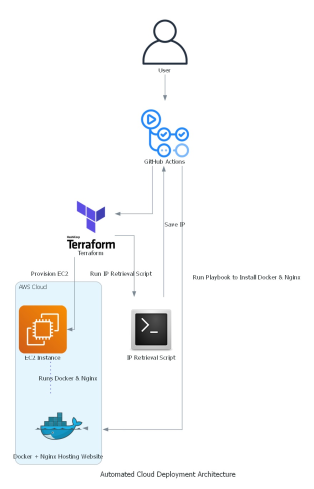 User
GitHub Actions
Save IP
HashiCorp
Terraform
Terraform
Provision EC2
Run IP Retrieval Script
Run Playbook to Install Docker & Nginx
AWS Cloud
EC2 Instance
IP Retrieval Script
Runs Docker & Nginx
Docker + Nginx Hosting Website
Automated Cloud Deployment Architecture